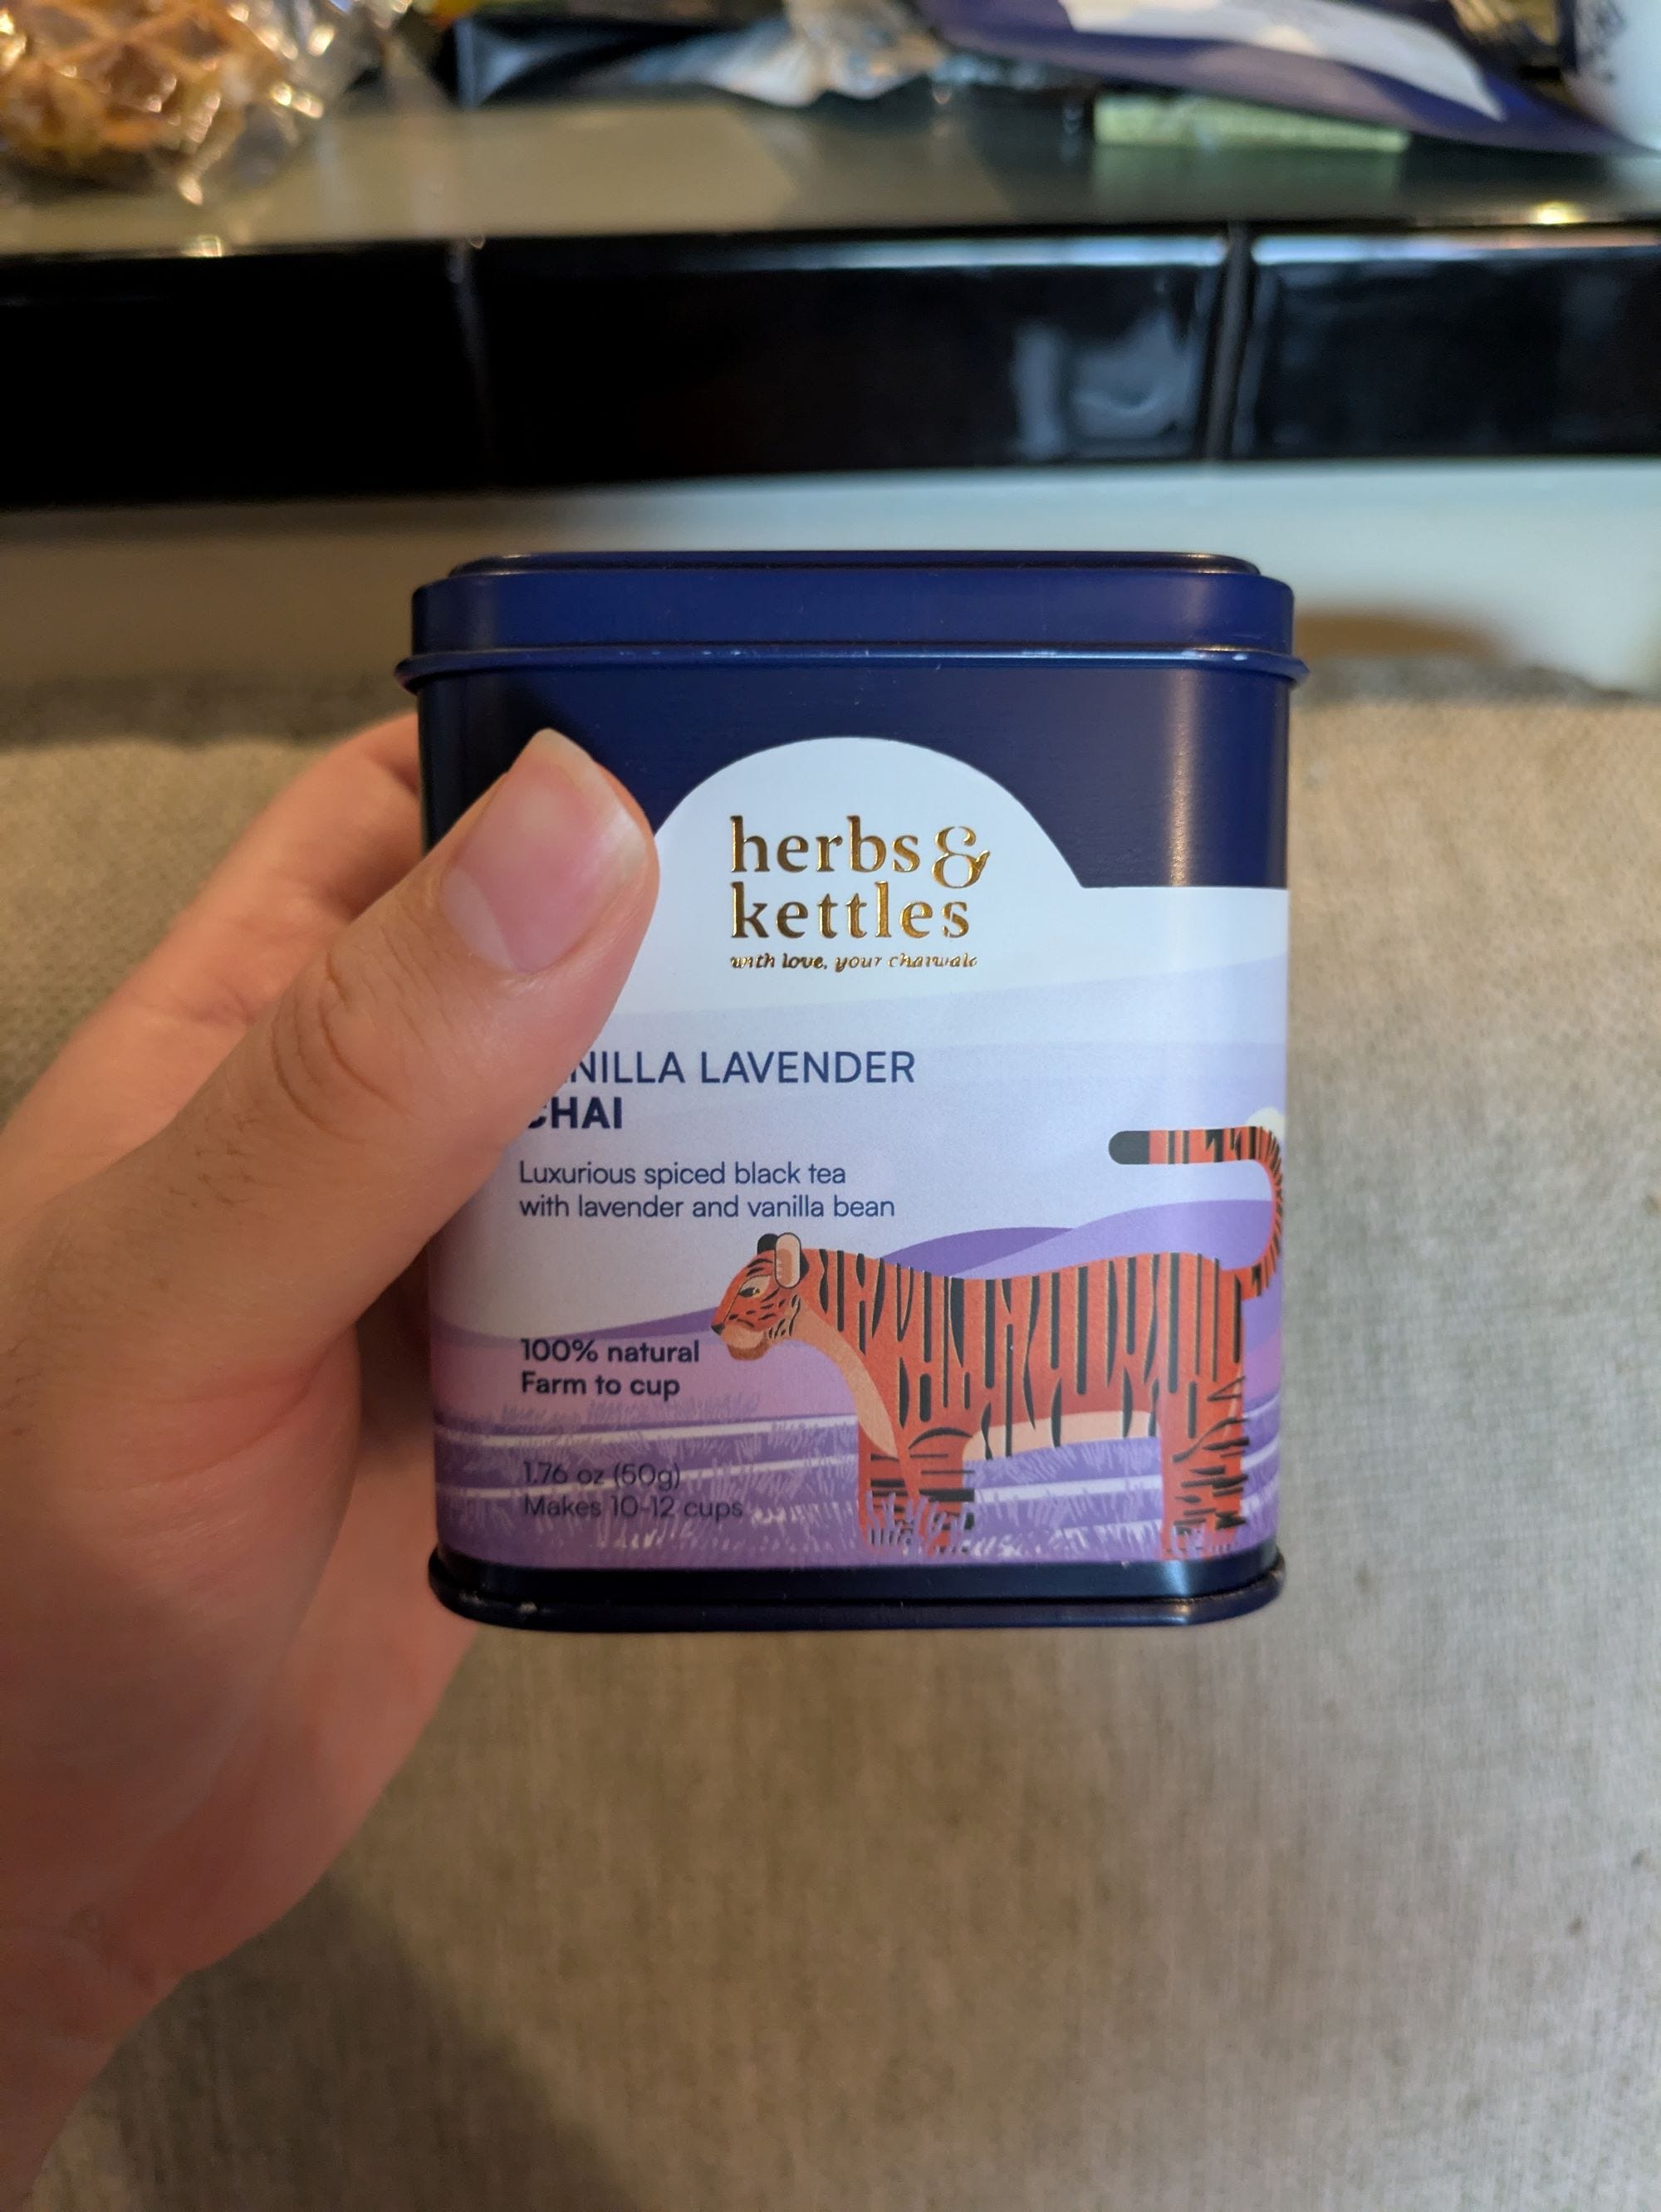 herbs &
kettles
with love, your chaiwala
NILLA LAVENDER
CHAI
Luxurious spiced black tea
with lavender and vanilla bean
100% natural
Farm to cup
1.76 oz (50g)
Makes 10-12 cups